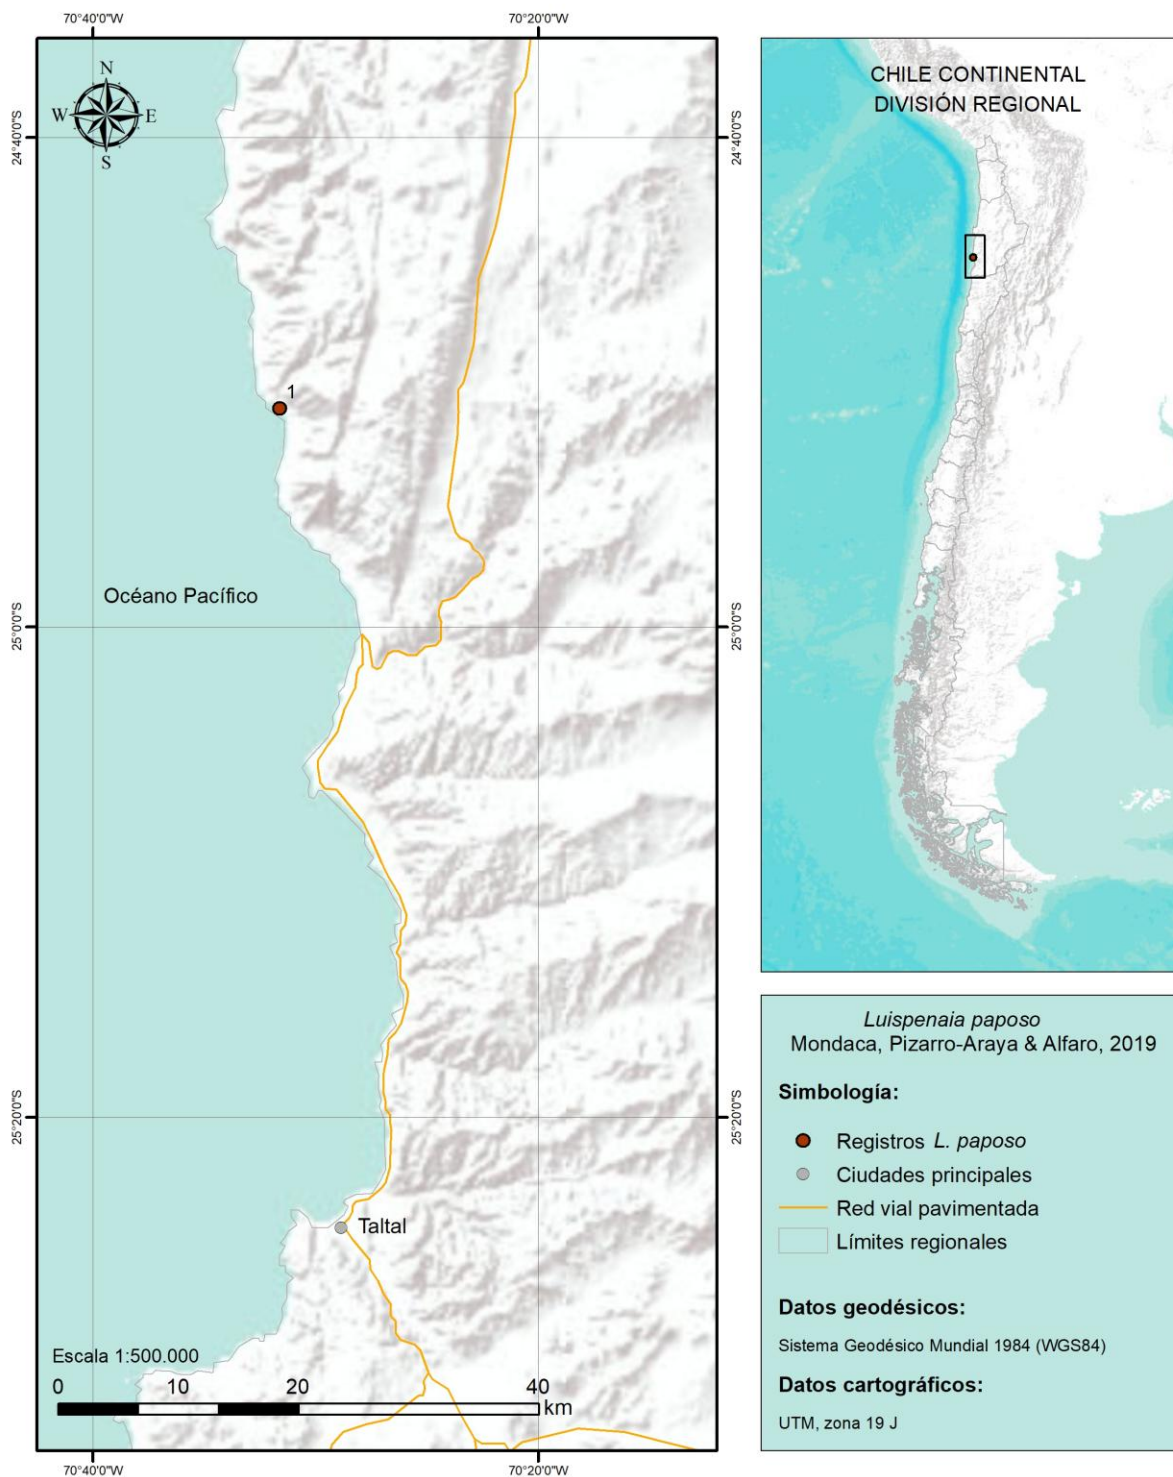 70°40'0"W
70°20'0"W
24°40'0"S
24°40'0"S
N
W
E
S
1
Océano Pacífico
25°0'0"S
25°0'0"S
25°20'0"S
25°20'0"S
Taltal
Escala 1:500.000
0 10 20 40
km
70°40'0"W
70°20'0"W
CHILE CONTINENTAL
DIVISIÓN REGIONAL
Luispenaia paposo
Mondaca, Pizarro-Araya & Alfaro, 2019
Simbología:
Registros L. paposo
Ciudades principales
Red vial pavimentada
Límites regionales
Datos geodésicos:
Sistema Geodésico Mundial 1984 (WGS84)
Datos cartográficos:
UTM, zona 19 J